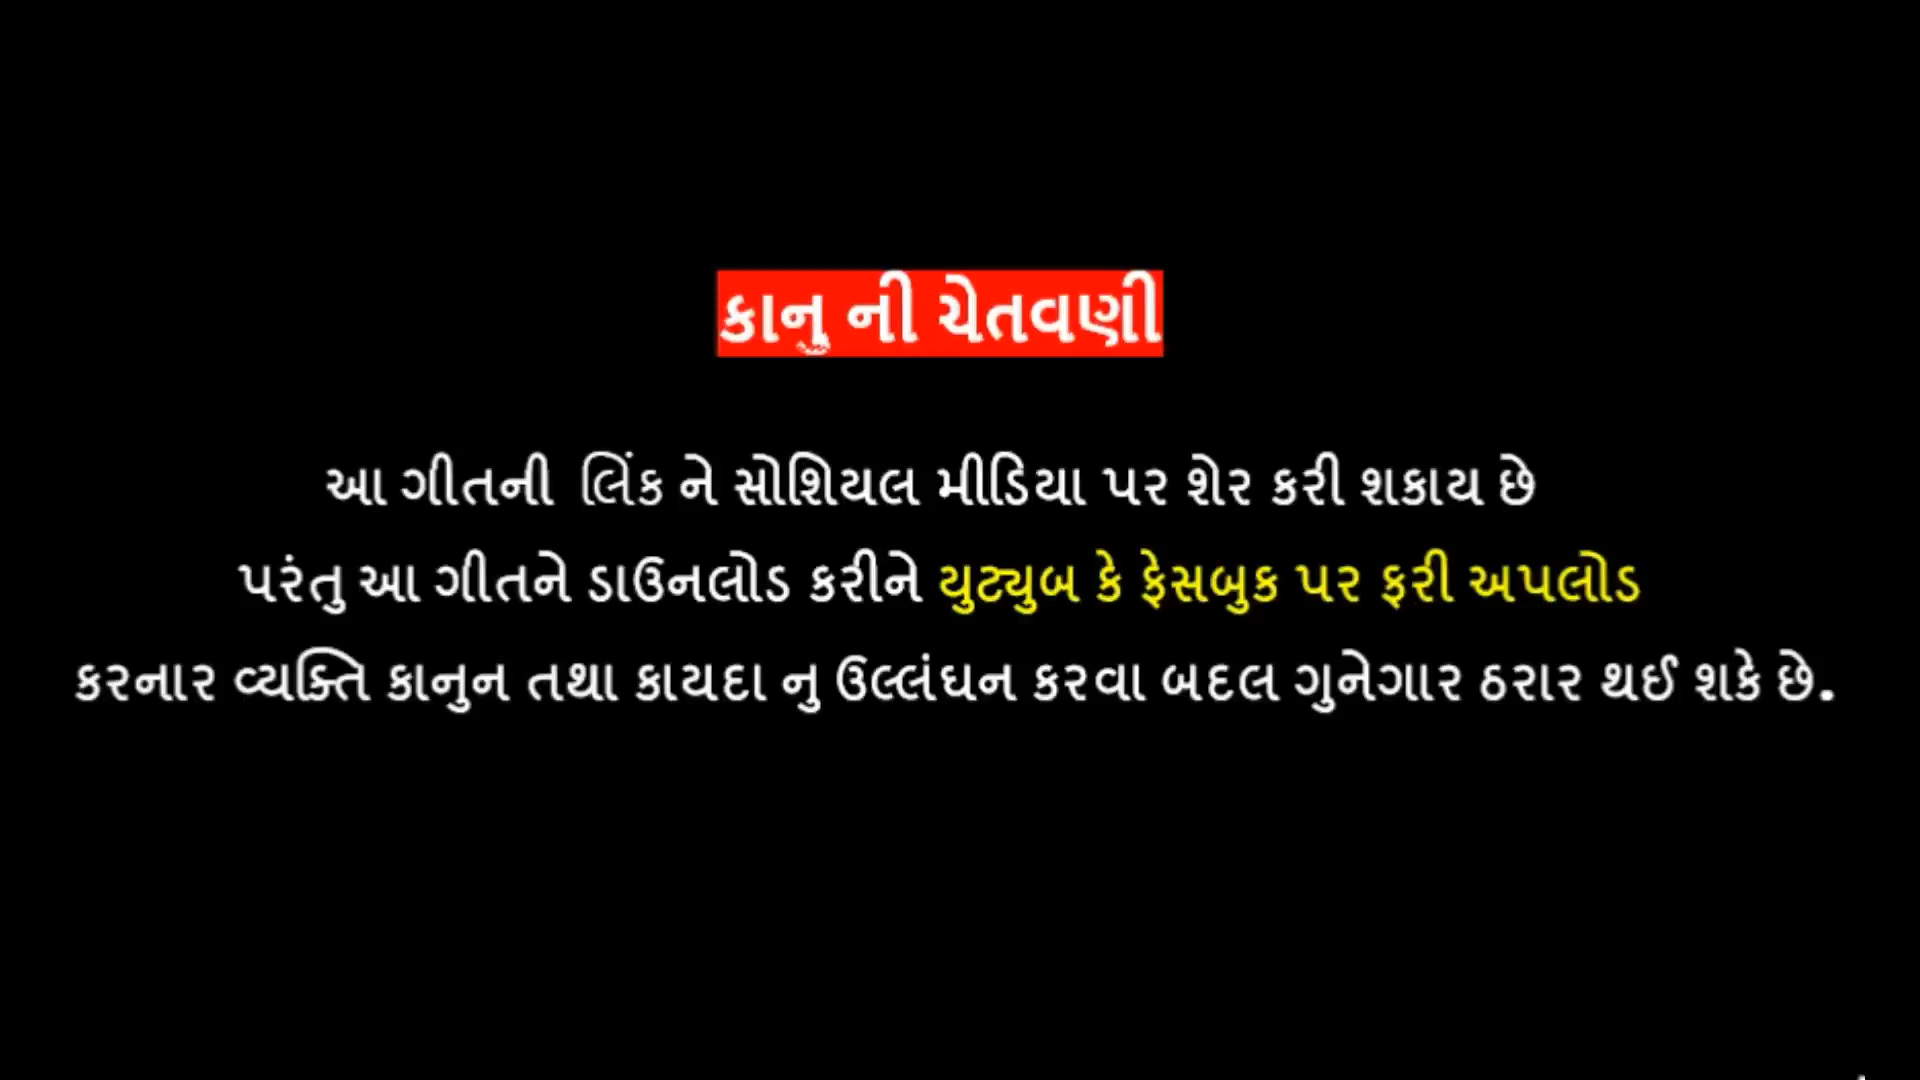 કાનુ ની ચેતવણી
આ ગીતની લિંક ને સોશિયલ મીડિયા પર શેર કરી શકાય છે
પરંતુ આ ગીતને ડાઉનલોડ કરીને યુટ્યુબ કે ફેસબુક પર ફરી અપલોડ
કરનાર વ્યક્તિ કાનુન તથા કાયદા નુ ઉલ્લંઘન કરવા બદલ ગુનેગાર ઠરાર થઈ શકે છે.